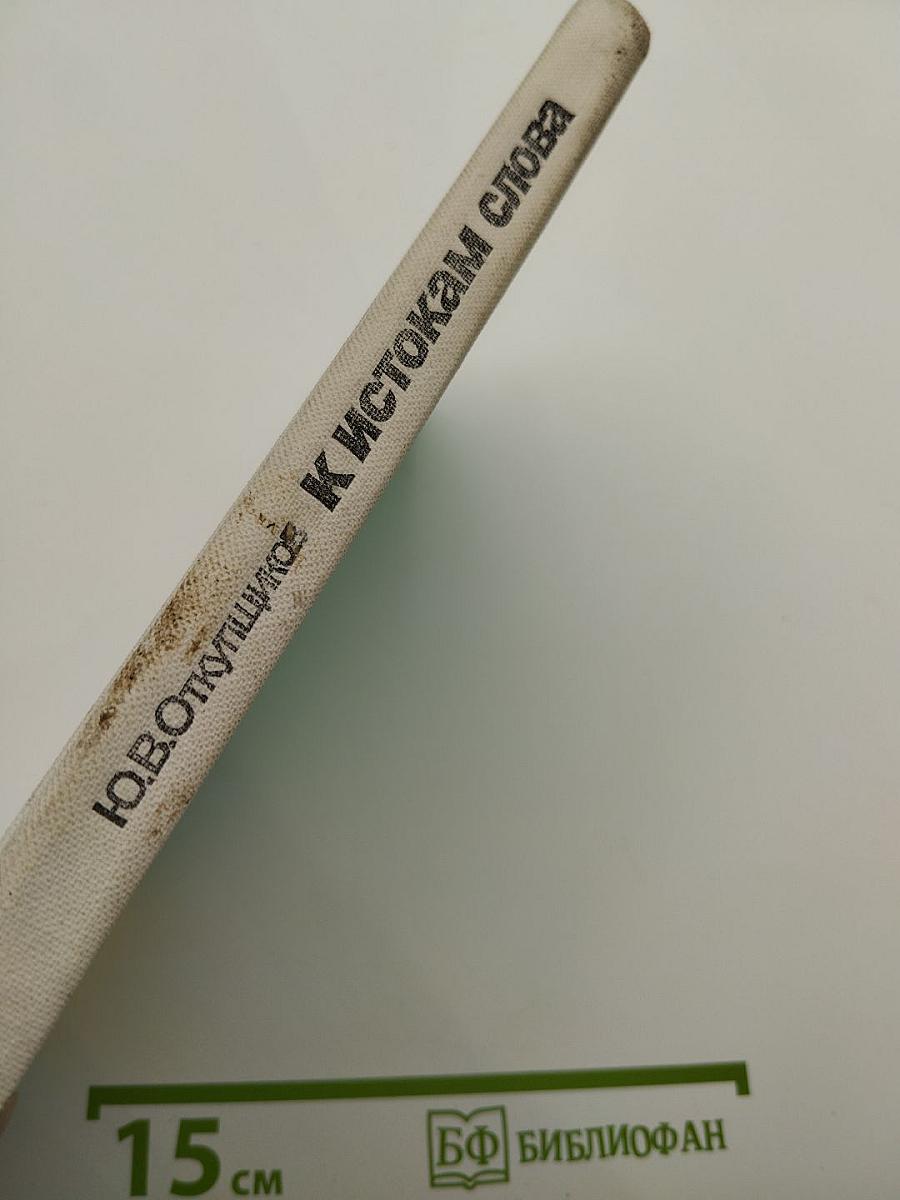 Ю.В.Откупщиков К истокам слова
15 см
БФ БИБЛИОФАН